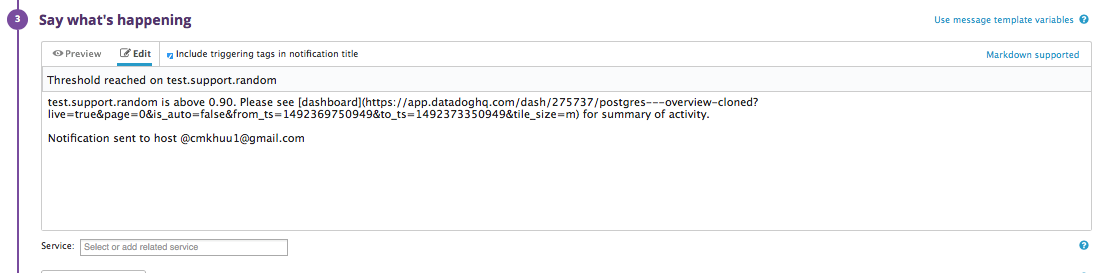 3 Say what's happening
Use message template variables
Preview Edit Include triggering tags in notification title
Markdown supported
Threshold reached on test.support.random
test.support.random is above 0.90. Please see [dashboard](https://app.datadoghq.com/dash/275737/postgres---overview-cloned?
live=true&page=0&is_auto=false&from_ts=1492369750949&to_ts=1492373350949&tile_size=m) for summary of activity.
Notification sent to host @cmkhuu1@gmail.com
Service: Select or add related service